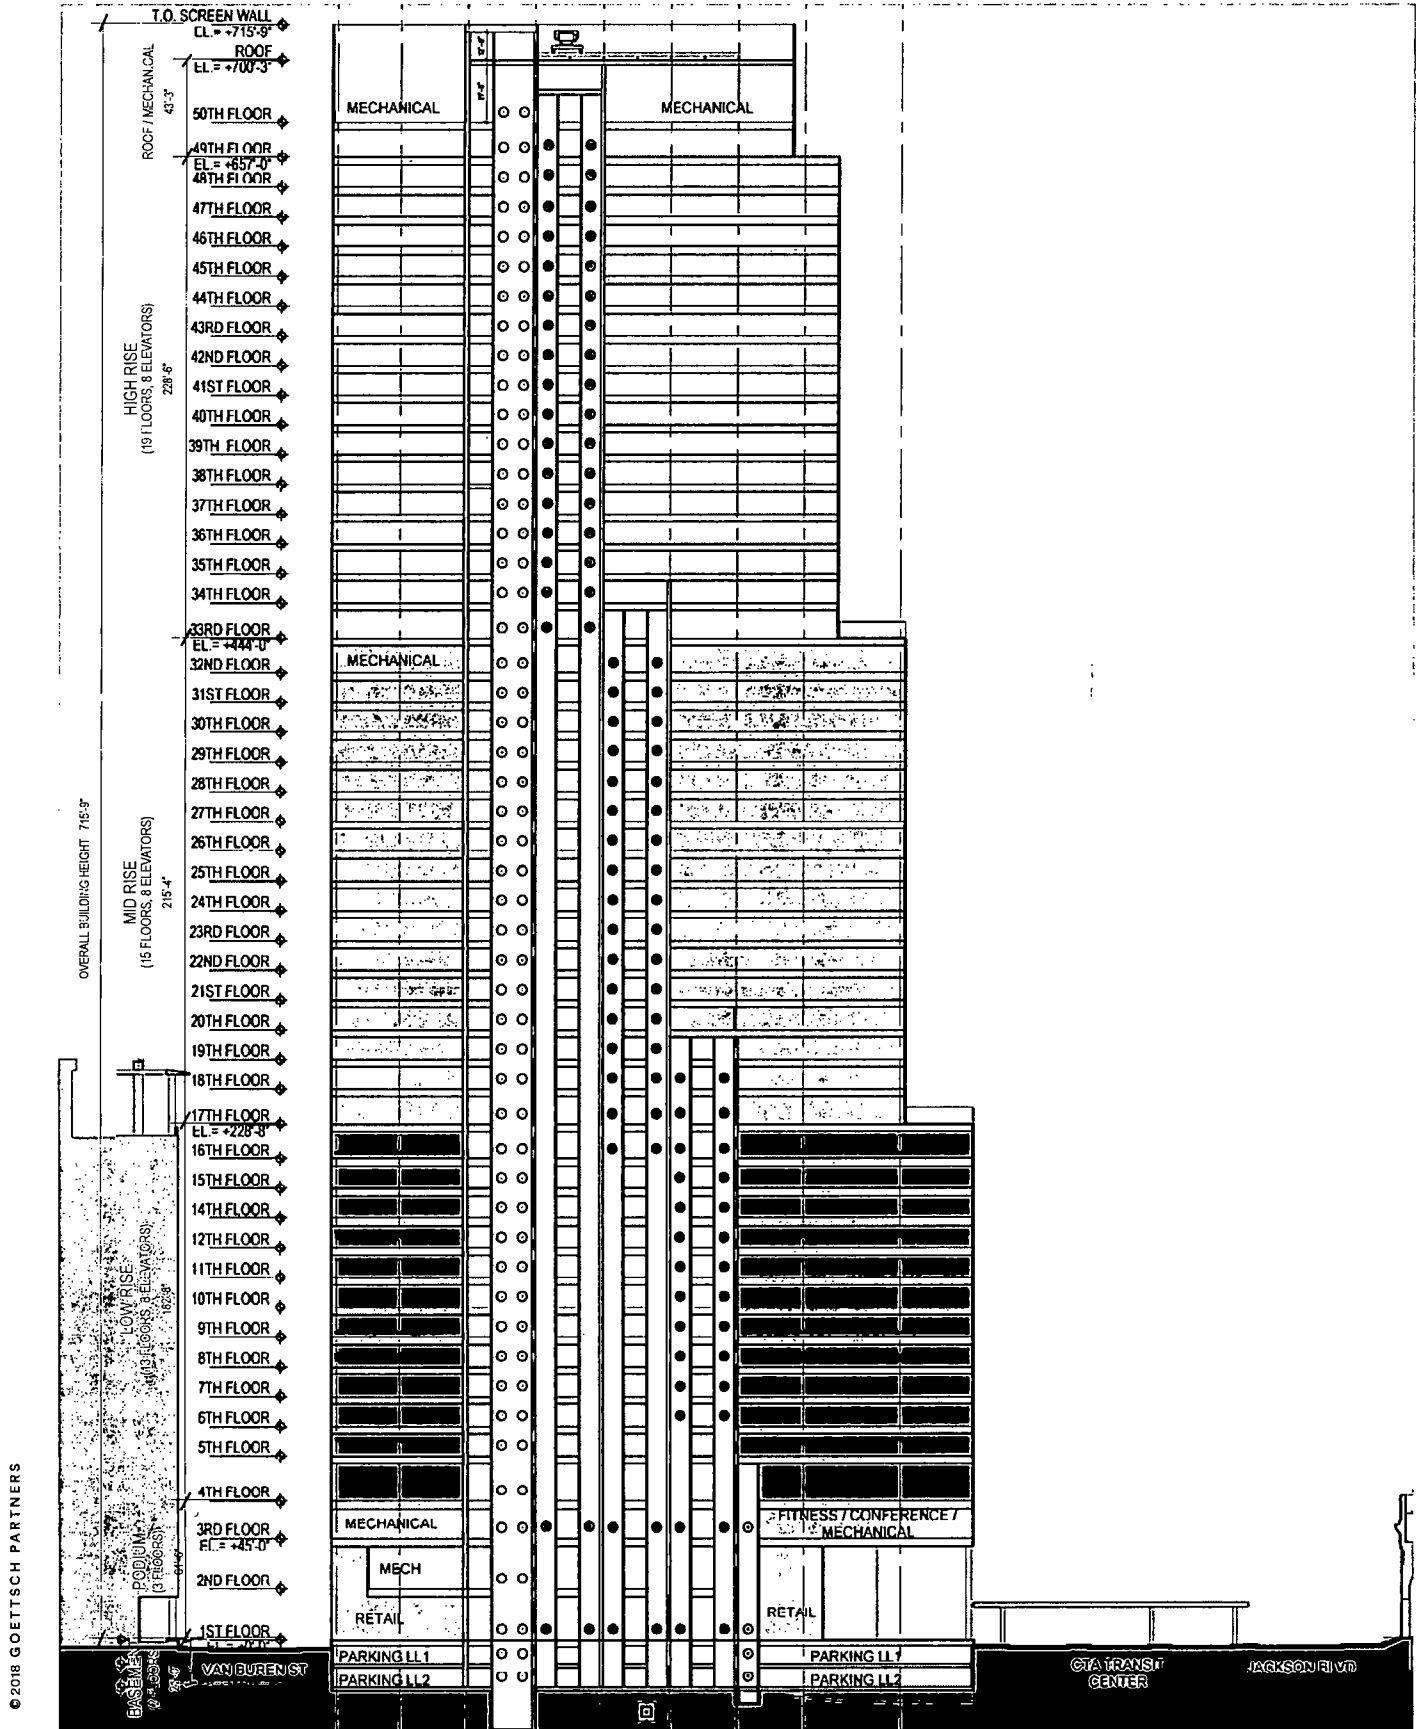 T.O. SCREEN WALL
EL.= +715'-9"
ROOF
EL.= +700'-3"
50TH FLOOR
49TH FLOOR
EL.= +657'-0"
48TH FLOOR
47TH FLOOR
46TH FLOOR
45TH FLOOR
44TH FLOOR
43RD FLOOR
42ND FLOOR
41ST FLOOR
40TH FLOOR
39TH FLOOR
38TH FLOOR
37TH FLOOR
36TH FLOOR
35TH FLOOR
34TH FLOOR
33RD FLOOR
EL.= +444'-0"
32ND FLOOR
31ST FLOOR
30TH FLOOR
29TH FLOOR
28TH FLOOR
27TH FLOOR
26TH FLOOR
25TH FLOOR
24TH FLOOR
23RD FLOOR
22ND FLOOR
21ST FLOOR
20TH FLOOR
19TH FLOOR
18TH FLOOR
17TH FLOOR
EL.= +228'-8"
16TH FLOOR
15TH FLOOR
14TH FLOOR
12TH FLOOR
11TH FLOOR
10TH FLOOR
9TH FLOOR
8TH FLOOR
7TH FLOOR
6TH FLOOR
5TH FLOOR
4TH FLOOR
3RD FLOOR
EL.= +45'-0"
2ND FLOOR
1ST FLOOR
ROOF / MECHANICAL
43'-3"
HIGH RISE
(19 FLOORS, 8 ELEVATORS)
228'-6"
OVERALL BUILDING HEIGHT 715'-9"
MID RISE
(15 FLOORS, 8 ELEVATORS)
215'-4"
LOW RISE
(13 FLOORS, 8 ELEVATORS)
PODIUM
(3 FLOORS)
MECHANICAL
MECHANICAL
MECHANICAL
MECHANICAL
FITNESS / CONFERENCE /
MECHANICAL
MECH
RETAIL
RETAIL
PARKING LL1
PARKING LL1
PARKING LL2
PARKING LL2
VAN BUREN ST
CTA TRANSIT
CENTER
JACKSON BLVD
© 2018 GOETTSCH PARTNERS